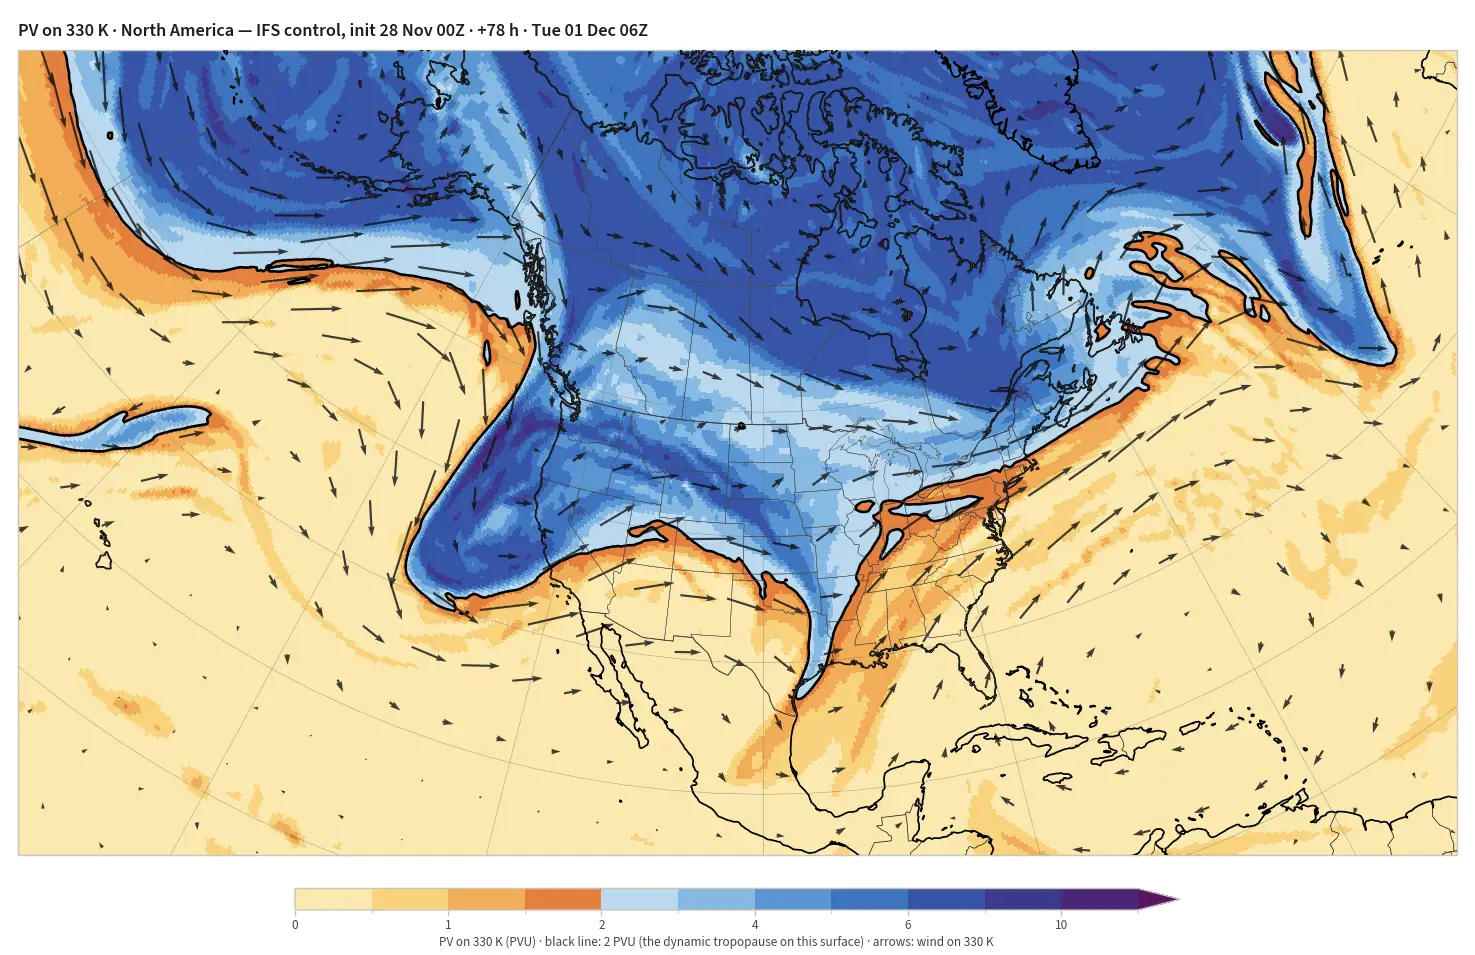 PV on 330 K · North America — IFS control, init 28 Nov 00Z · +78 h · Tue 01 Dec 06Z
0 1 2 4 6 10
PV on 330 K (PVU) · black line: 2 PVU (the dynamic tropopause on this surface) · arrows: wind on 330 K